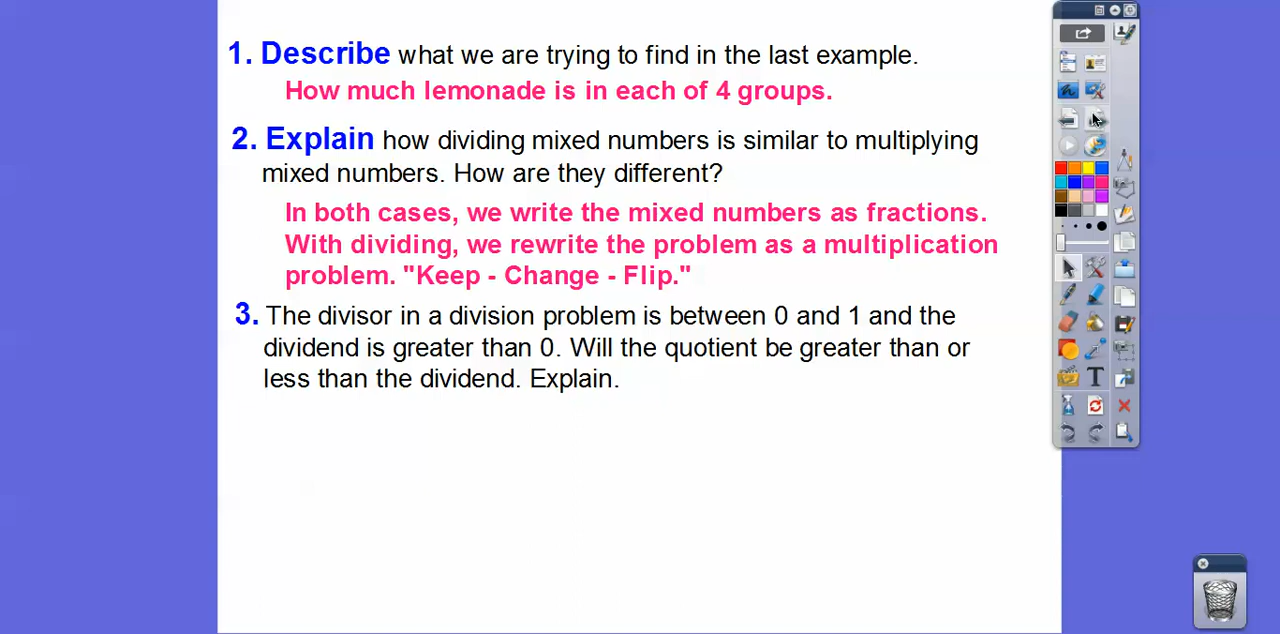 1. Describe what we are trying to find in the last example.
How much lemonade is in each of 4 groups.
2. Explain how dividing mixed numbers is similar to multiplying
mixed numbers. How are they different?
In both cases, we write the mixed numbers as fractions.
With dividing, we rewrite the problem as a multiplication
problem. "Keep - Change - Flip."
3. The divisor in a division problem is between 0 and 1 and the
dividend is greater than 0. Will the quotient be greater than or
less than the dividend. Explain.